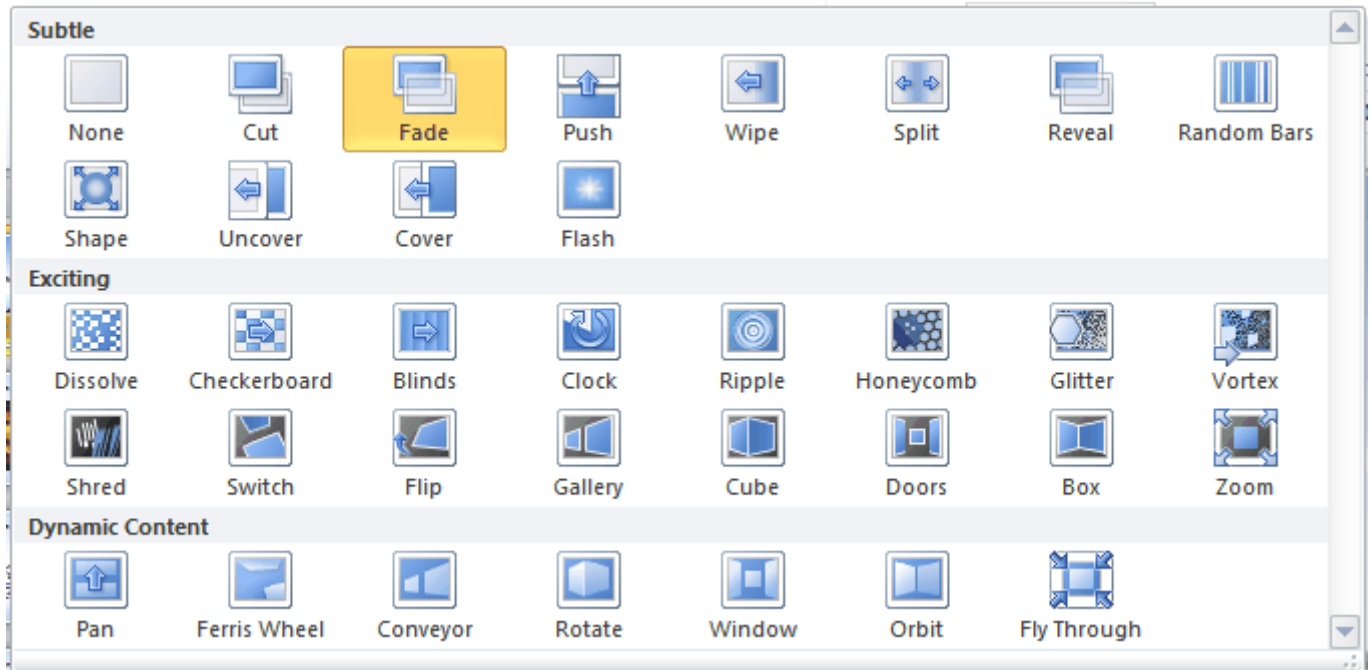 Subtle
None Cut Fade Push Wipe Split Reveal Random Bars
Shape Uncover Cover Flash
Exciting
Dissolve Checkerboard Blinds Clock Ripple Honeycomb Glitter Vortex
Shred Switch Flip Gallery Cube Doors Box Zoom
Dynamic Content
Pan Ferris Wheel Conveyor Rotate Window Orbit Fly Through